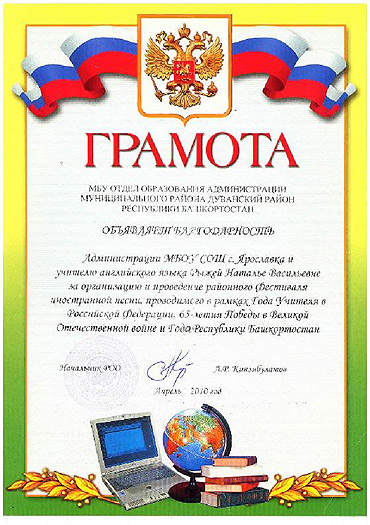 ГРАМОТА
МБУ ОТДЕЛ ОБРАЗОВАНИЯ АДМИНИСТРАЦИИ
МУНИЦИПАЛЬНОГО РАЙОНА ДУВАНСКИЙ РАЙОН
РЕСПУБЛИКИ БА КОРТОСТАН
ОБЪЯВЛЯЕТ БЛАГОДАРНОСТЬ
Администрации МБОУ СОШ с. Ярославка и
учителю английского языка Рыжей Наталье Васильевне
за организацию и проведение районного Фестиваля
иностранной песни, проводимого в рамках Года Учителя в
Российской Федерации, 65-летия Победы в Великой
Отечественной войне и Года Республики Башкортостан
Начальник РОО А.Р. Канзибулатов
Апрель 2010 год